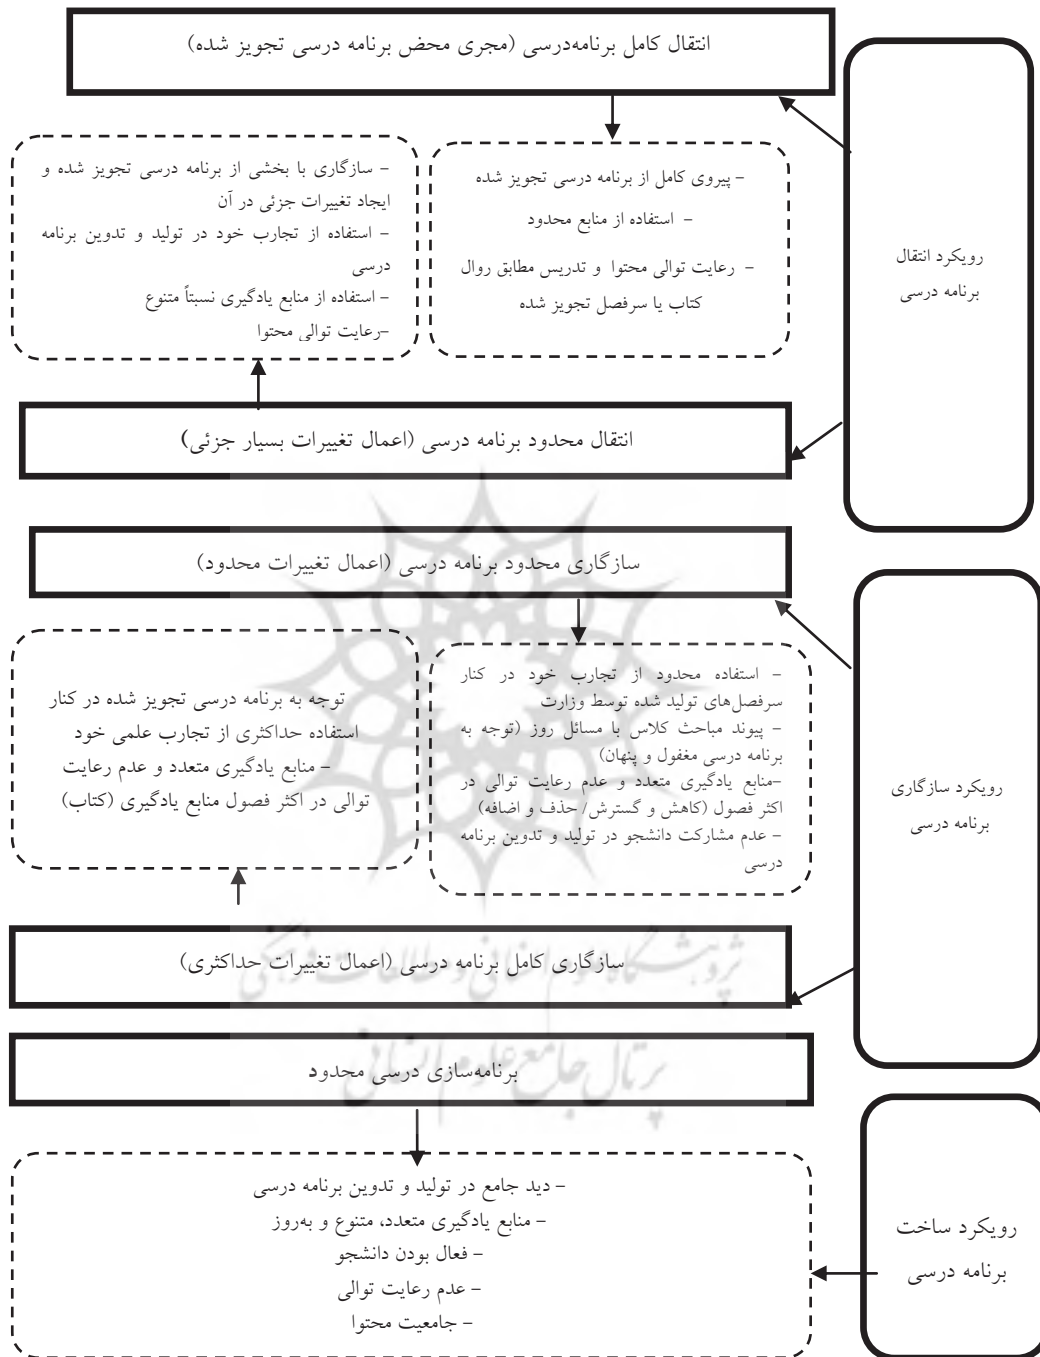 انتقال کامل برنامه‌درسی (مجری محض برنامه درسی تجویز شده)
رویکرد انتقال
برنامه درسی
- پیروی کامل از برنامه درسی تجویز شده
- استفاده از منابع محدود
- رعایت توالی محتوا و تدریس مطابق روال
کتاب یا سرفصل تجویز شده
- سازگاری با بخشی از برنامه درسی تجویز شده و
ایجاد تغییرات جزئی در آن
- استفاده از تجارب خود در تولید و تدوین برنامه
درسی
- استفاده از منابع یادگیری نسبتاً متنوع
-رعایت توالی محتوا
انتقال محدود برنامه درسی (اعمال تغییرات بسیار جزئی)
سازگاری محدود برنامه درسی (اعمال تغییرات محدود)
رویکرد سازگاری
برنامه درسی
- استفاده محدود از تجارب خود در کنار
سرفصل‌های تولید شده توسط وزارت
- پیوند مباحث کلاس با مسائل روز (توجه به
برنامه درسی مغفول و پنهان)
-منابع یادگیری متعدد و عدم رعایت توالی در
اکثر فصول (کاهش و گسترش/ حذف و اضافه)
- عدم مشارکت دانشجو در تولید و تدوین برنامه
درسی
توجه به برنامه درسی تجویز شده در کنار
استفاده حداکثری از تجارب علمی خود
- منابع یادگیری متعدد و عدم رعایت
توالی در اکثر فصول منابع یادگیری (کتاب)
سازگاری کامل برنامه درسی (اعمال تغییرات حداکثری)
پژوهشگاه علوم انسانی و مطالعات فرهنگی
برنامه‌سازی درسی محدود
پرتال جامع علوم انسانی
رویکرد ساخت
برنامه درسی
- دید جامع در تولید و تدوین برنامه درسی
- منابع یادگیری متعدد، متنوع و به‌روز
- فعال بودن دانشجو
- عدم رعایت توالی
- جامعیت محتوا